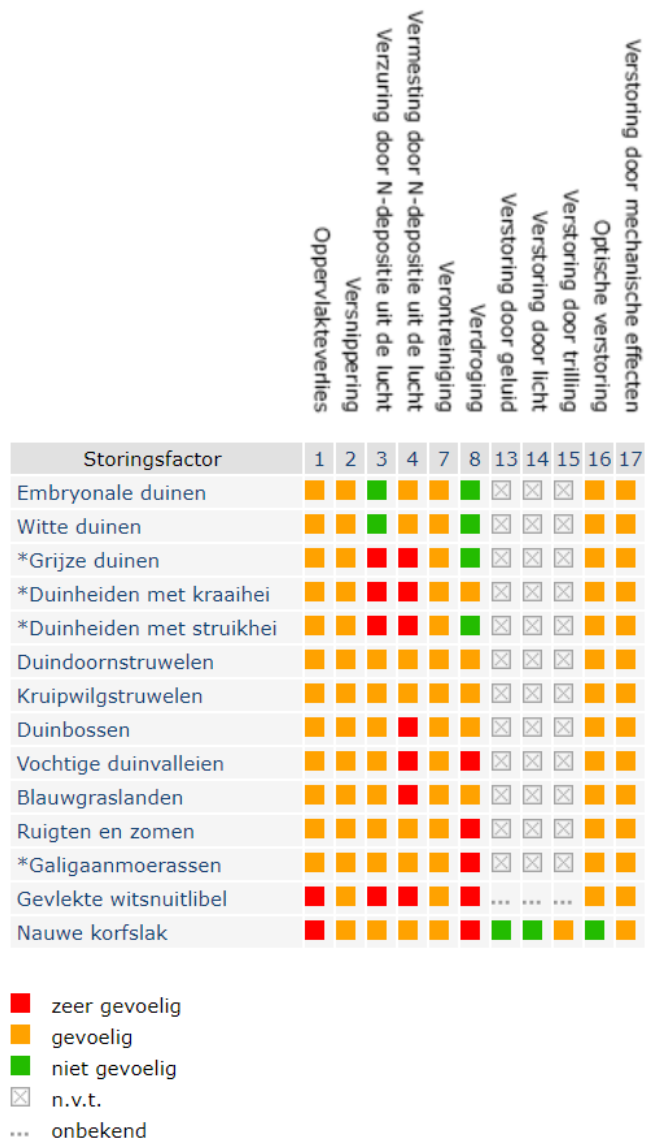 Oppervlakteverlies
Versnippering
Verzuring door N-depositie uit de lucht
Vermesting door N-depositie uit de lucht
Verontreiniging
Verdroging
Verstoring door geluid
Verstoring door licht
Verstoring door trilling
Optische verstoring
Verstoring door mechanische effecten
Storingsfactor 1 2 3 4 7 8 13 14 15 16 17
Embryonale duinen
Witte duinen
*Grijze duinen
*Duinheiden met kraaihei
*Duinheiden met struikhei
Duindoornstruwelen
Kruipwilgstruwelen
Duinbossen
Vochtige duinvalleien
Blauwgraslanden
Ruigten en zomen
*Galigaanmoerassen
Gevlekte witsnuitlibel ... ... ...
Nauwe korfslak
zeer gevoelig
gevoelig
niet gevoelig
n.v.t.
... onbekend